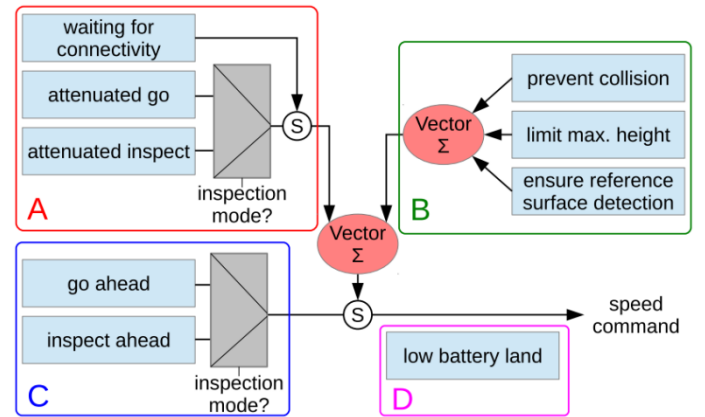 waiting for
connectivity
attenuated go
attenuated inspect
S
inspection
mode?
A
prevent collision
limit max. height
ensure reference
surface detection
Vector
Σ
B
Vector
Σ
go ahead
inspect ahead
inspection
mode?
C
S
speed
command
low battery land
D